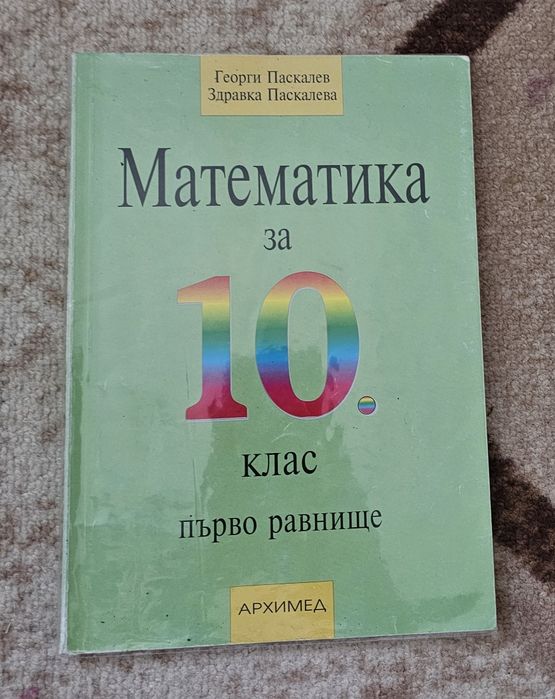 Георги Паскалев
Здравка Паскалева
Математика
за
10.
клас
първо равнище
АРХИМЕД